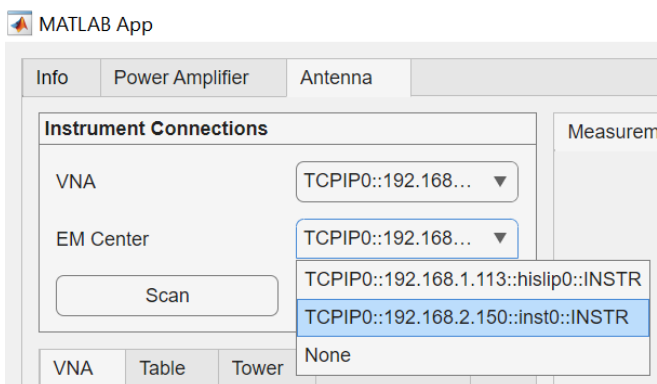 MATLAB App
Info Power Amplifier Antenna
Instrument Connections
Measurem
VNA TCPIP0::192.168...
EM Center TCPIP0::192.168...
Scan
TCPIP0::192.168.1.113::hislip0::INSTR
TCPIP0::192.168.2.150::inst0::INSTR
None
VNA Table Tower